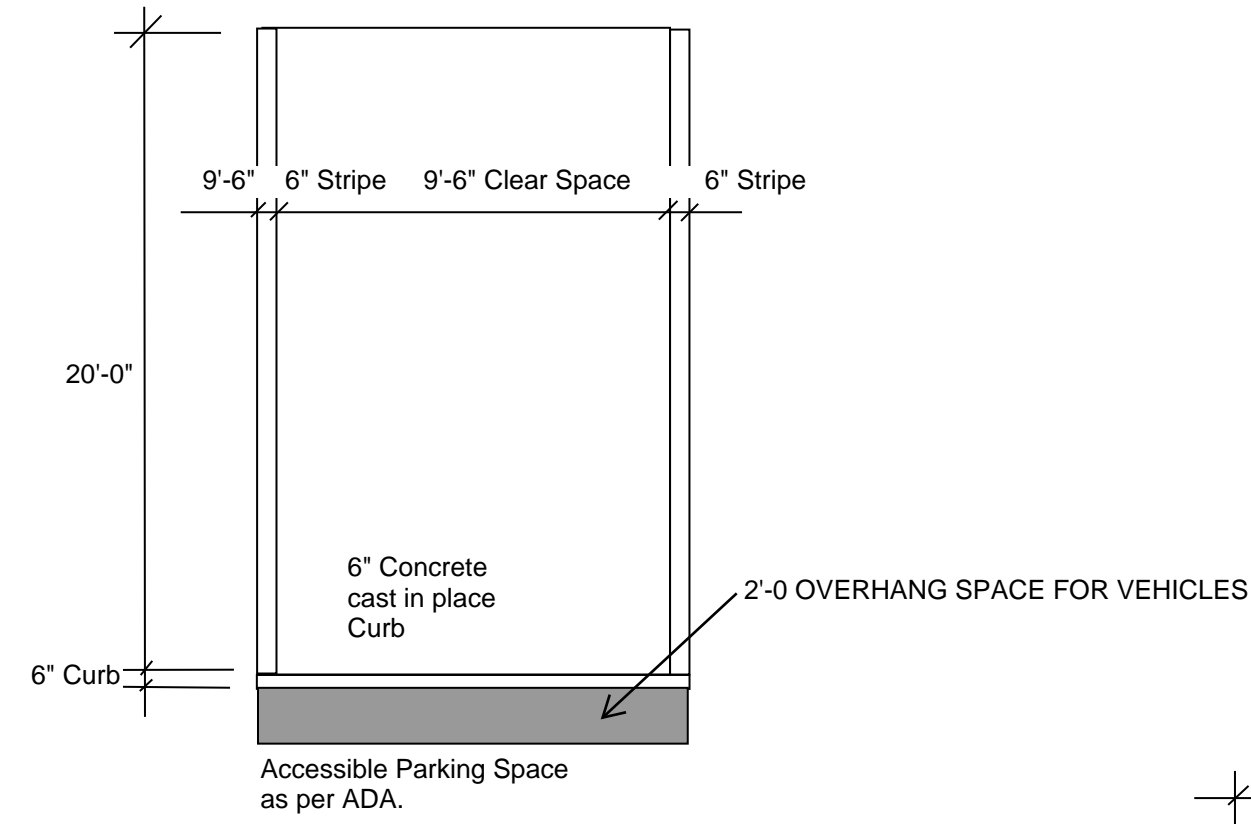 9'-6" 6" Stripe 9'-6" Clear Space 6" Stripe
20'-0"
6" Concrete
cast in place
Curb
2'-0 OVERHANG SPACE FOR VEHICLES
6" Curb
Accessible Parking Space
as per ADA.